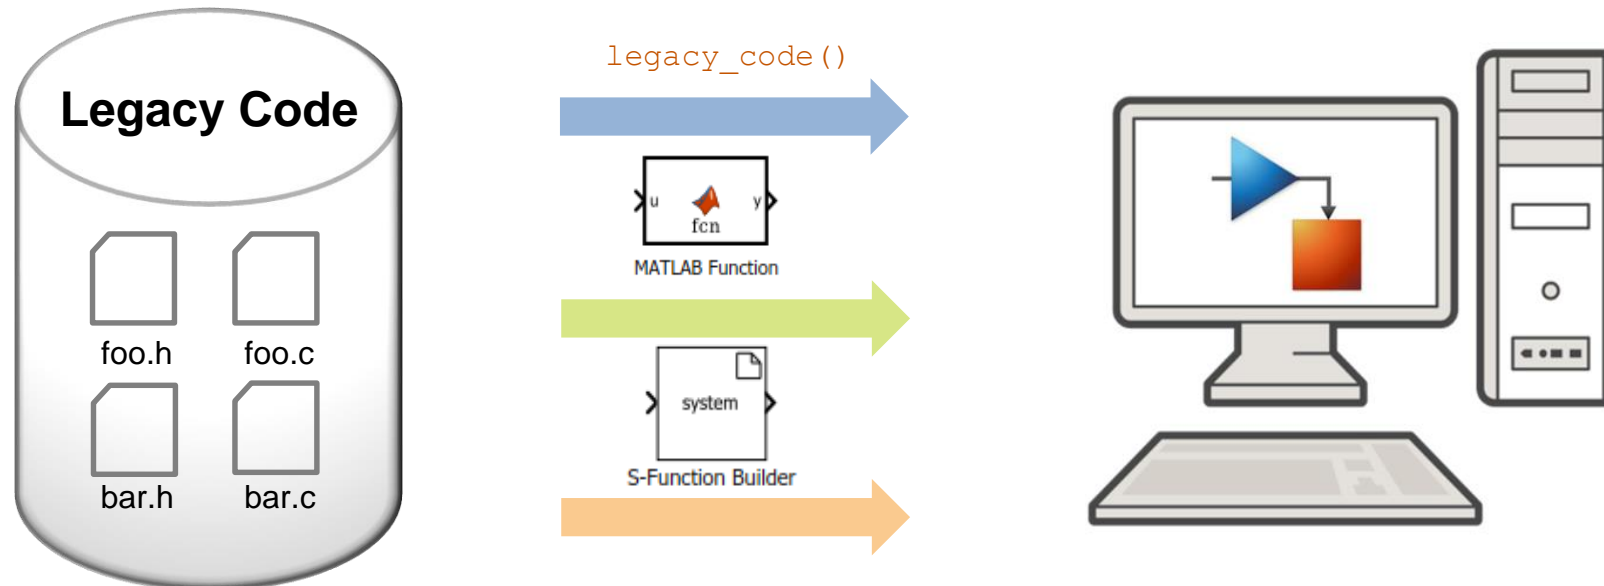 Legacy Code
foo.h
foo.c
bar.h
bar.c
legacy_code()
u
fcn
y
MATLAB Function
system
S-Function Builder